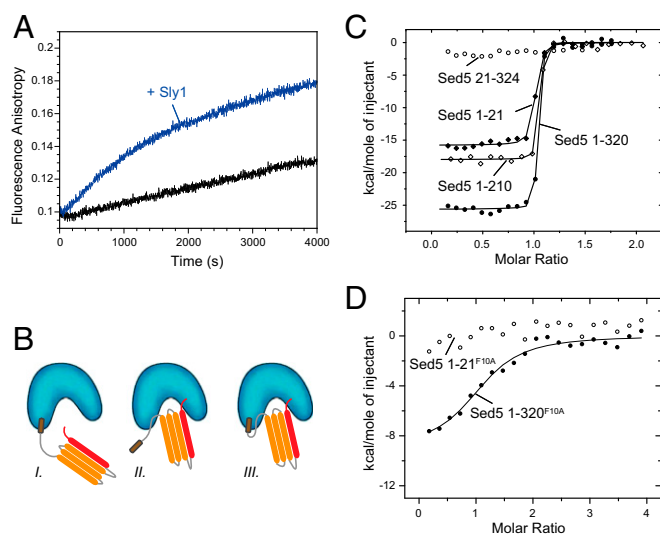 A
0.2
0.18
0.16
0.14
0.12
0.1
+ Sly1
Fluorescence Anisotropy
0
1000
2000
3000
4000
Time (s)
B
I.
II.
III.
C
0
-5
-10
-15
-20
-25
kcal/mole of injectant
Sed5 21-324
Sed5 1-21
Sed5 1-320
Sed5 1-210
0.0
0.5
1.0
1.5
2.0
Molar Ratio
D
0
-4
-8
-12
kcal/mole of injectant
Sed5 1-21F10A
Sed5 1-320F10A
0
1
2
3
4
Molar Ratio